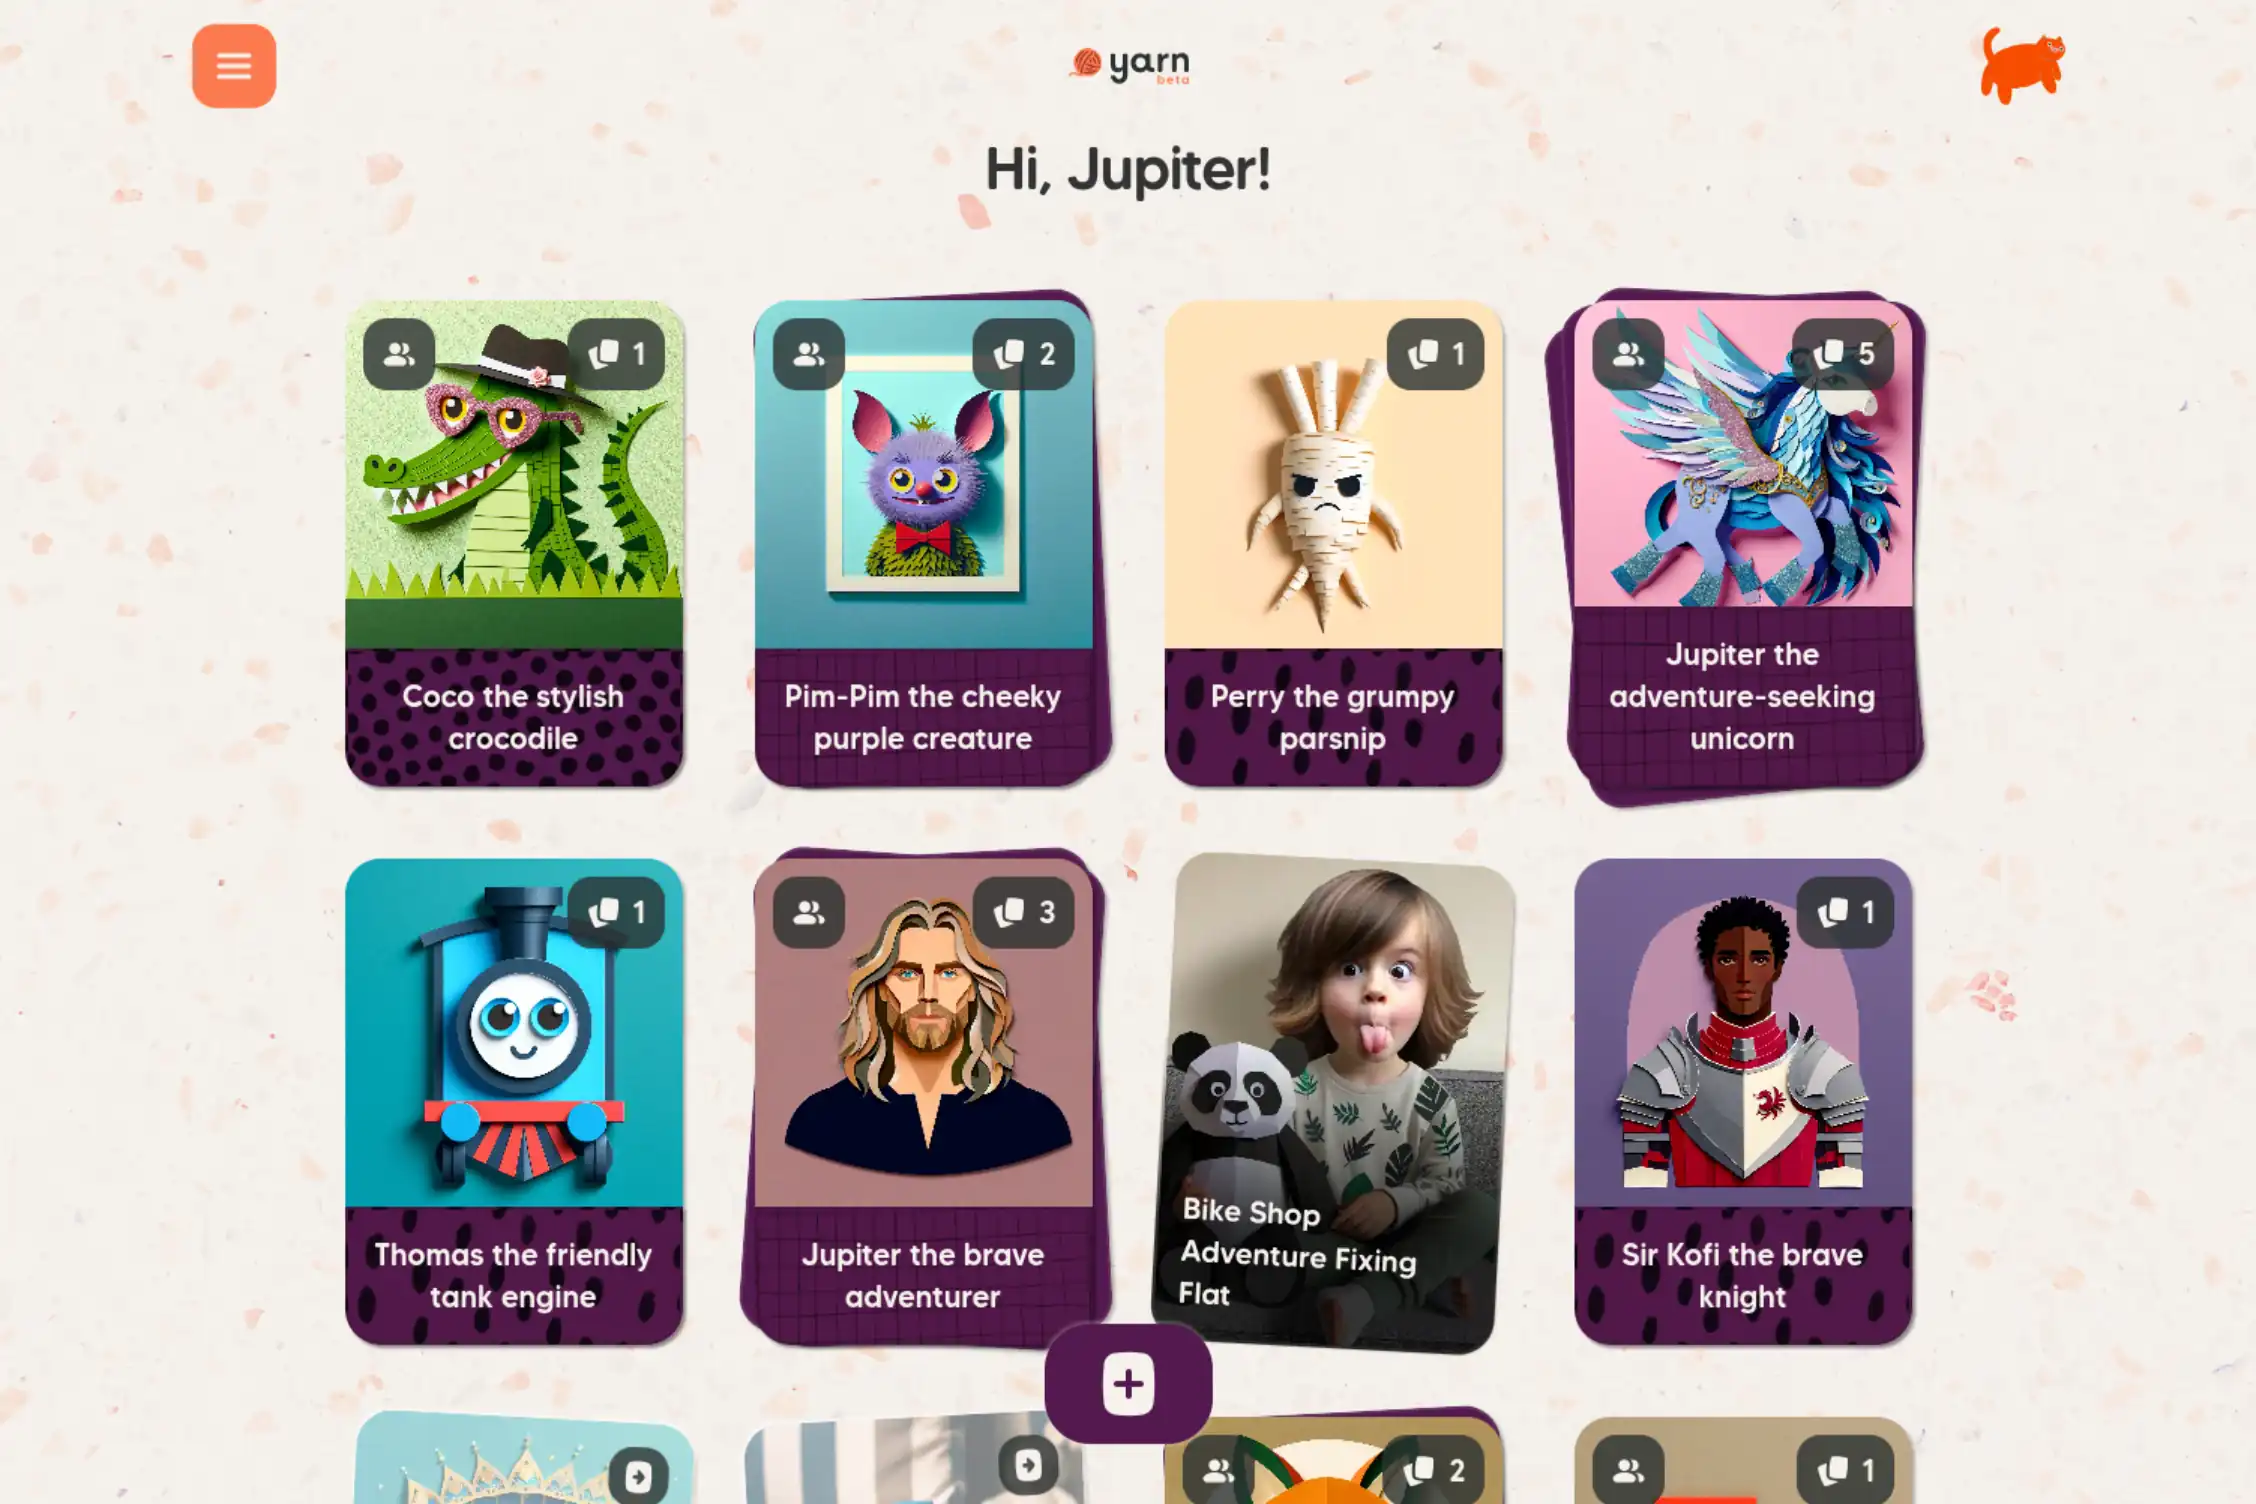 yarn
beta
Hi, Jupiter!
1
2
1
5
Coco the stylish
crocodile
Pim-Pim the cheeky
purple creature
Perry the grumpy
parsnip
Jupiter the
adventure-seeking
unicorn
1
3
1
Thomas the friendly
tank engine
Jupiter the brave
adventurer
Bike Shop
Adventure Fixing
Flat
Sir Kofi the brave
knight
2
1